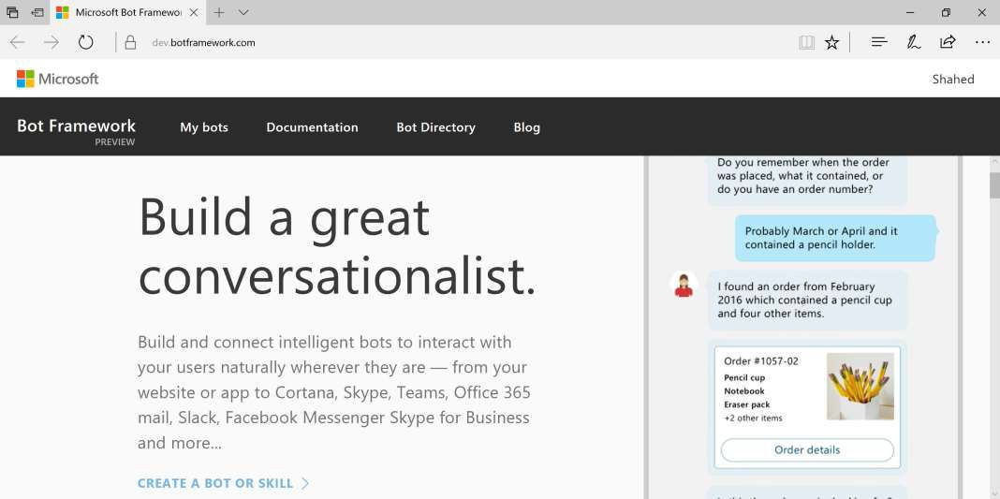 Microsoft Bot Framewo
dev.botframework.com
Microsoft
Shahed
Bot Framework
PREVIEW
My bots
Documentation
Bot Directory
Blog
Build a great
conversationalist.
Build and connect intelligent bots to interact with
your users naturally wherever they are — from your
website or app to Cortana, Skype, Teams, Office 365
mail, Slack, Facebook Messenger Skype for Business
and more...
CREATE A BOT OR SKILL
Do you remember when the order
was placed, what it contained, or
do you have an order number?
Probably March or April and it
contained a pencil holder.
I found an order from February
2016 which contained a pencil cup
and four other items.
Order #1057-02
Pencil cup
Notebook
Eraser pack
+2 other items
Order details